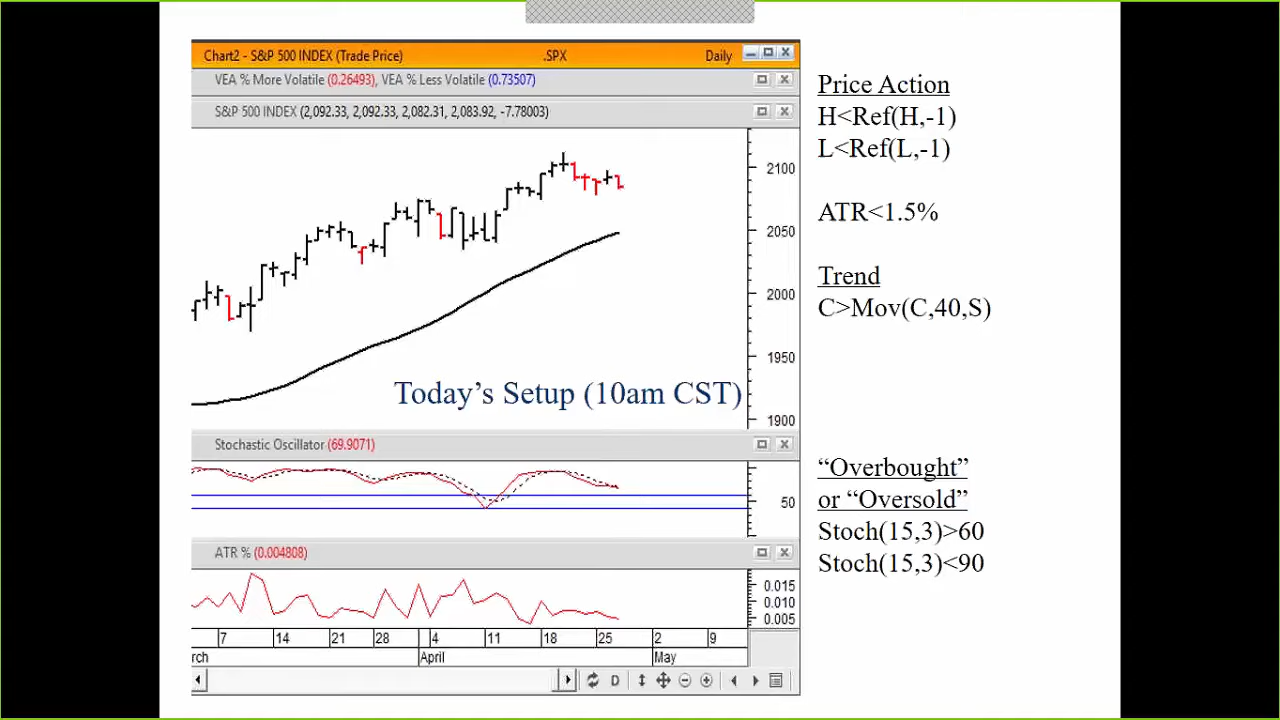 Chart2 - S&P 500 INDEX (Trade Price) .SPX Daily
VEA % More Volatile (0.26493), VEA % Less Volatile (0.73507)
S&P 500 INDEX (2,092.33, 2,092.33, 2,082.31, 2,083.92, -7.78003)
2100
2050
2000
1950
1900
Today's Setup (10am CST)
Stochastic Oscillator (69.9071)
50
ATR % (0.004808)
0.015
0.010
0.005
7 14 21 28 4 11 18 25 2 9
rch April May
D
Price Action
H<Ref(H,-1)
L<Ref(L,-1)
ATR<1.5%
Trend
C>Mov(C,40,S)
“Overbought”
or “Oversold”
Stoch(15,3)>60
Stoch(15,3)<90